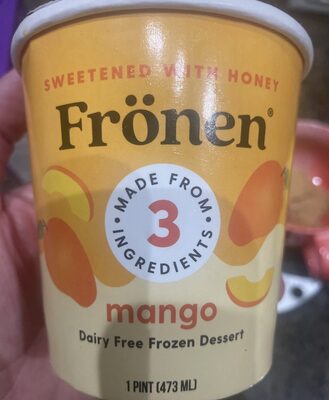 SWEETENED WITH HONEY
Frönen®
MADE FROM
3
INGREDIENTS
mango
Dairy Free Frozen Dessert
1 PINT (473 ML)